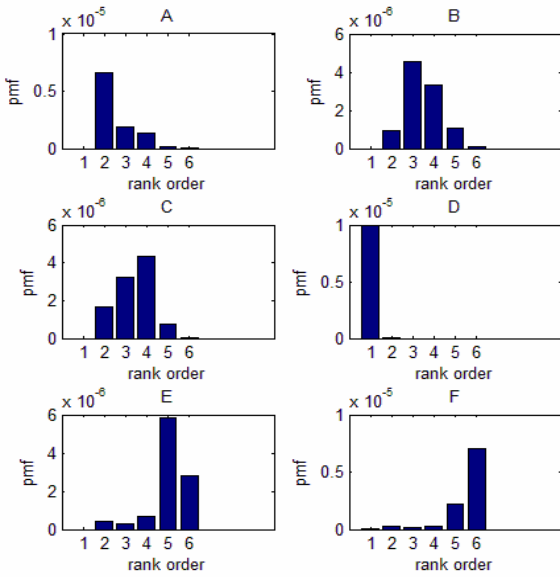 A
x 10^-5
1
0.5
0
pmf
1 2 3 4 5 6
rank order
B
x 10^-6
6
4
2
0
pmf
1 2 3 4 5 6
rank order
C
x 10^-6
6
4
2
0
pmf
1 2 3 4 5 6
rank order
D
x 10^-5
1
0.5
0
pmf
1 2 3 4 5 6
rank order
E
x 10^-6
6
4
2
0
pmf
1 2 3 4 5 6
rank order
F
x 10^-5
1
0.5
0
pmf
1 2 3 4 5 6
rank order